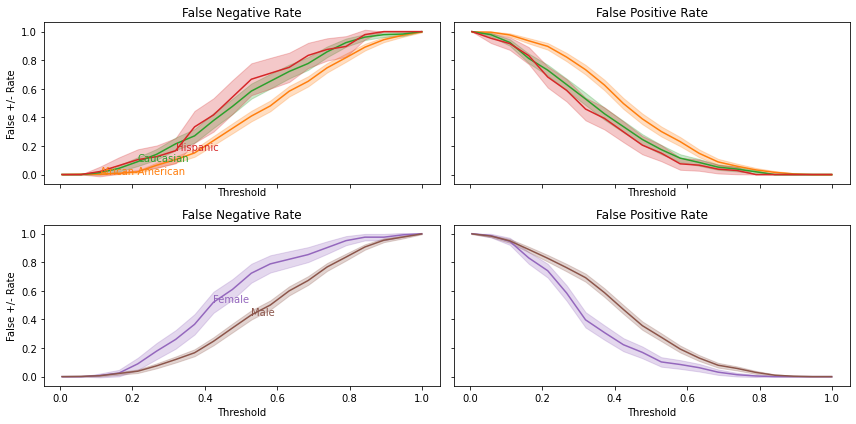 False Negative Rate
False Positive Rate
False +/- Rate
1.0
0.8
0.6
0.4
0.2
0.0
Hispanic
Caucasian
African-American
Threshold
Threshold
False Negative Rate
False Positive Rate
False +/- Rate
1.0
0.8
0.6
0.4
0.2
0.0
Female
Male
0.0 0.2 0.4 0.6 0.8 1.0
Threshold
0.0 0.2 0.4 0.6 0.8 1.0
Threshold